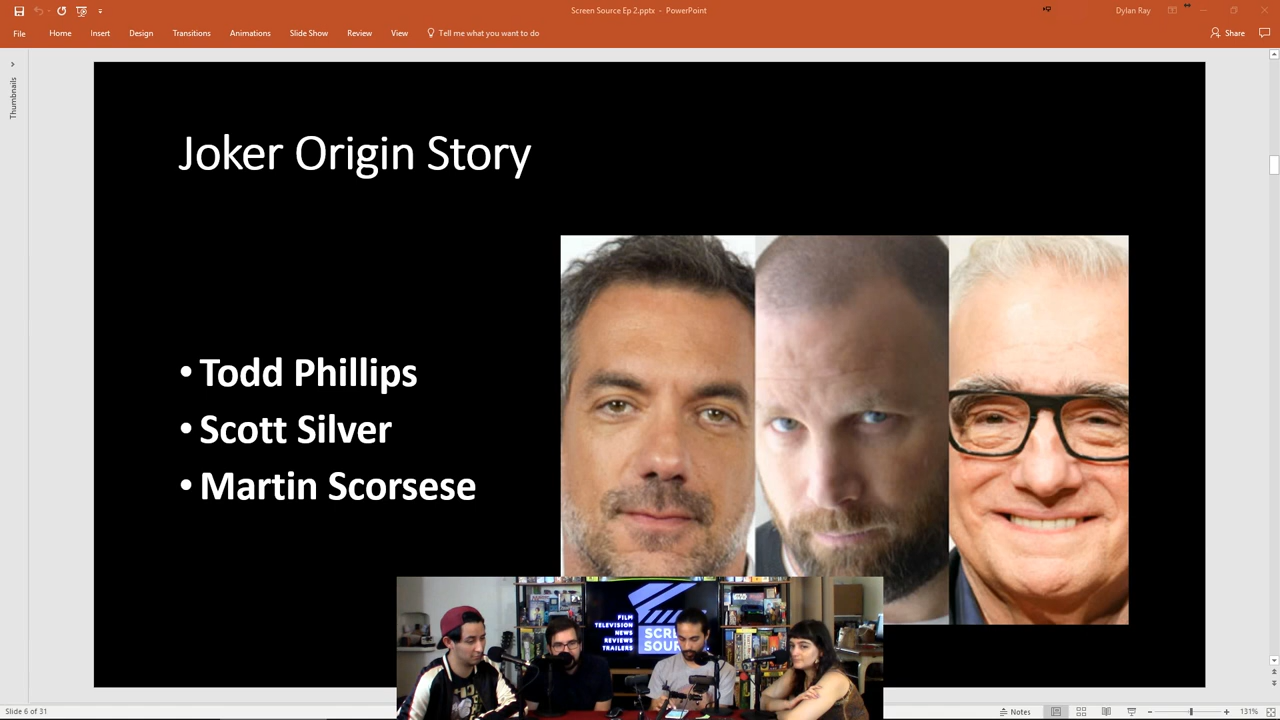 Screen Source Ep 2.pptx - PowerPoint
Dylan Ray
File Home Insert Design Transitions Animations Slide Show Review View Tell me what you want to do
Share
Thumbnails
Joker Origin Story
• Todd Phillips
• Scott Silver
• Martin Scorsese
FILM
TELEVISION
NEWS
REVIEWS
TRAILERS
Slide 6 of 31
Notes
131%